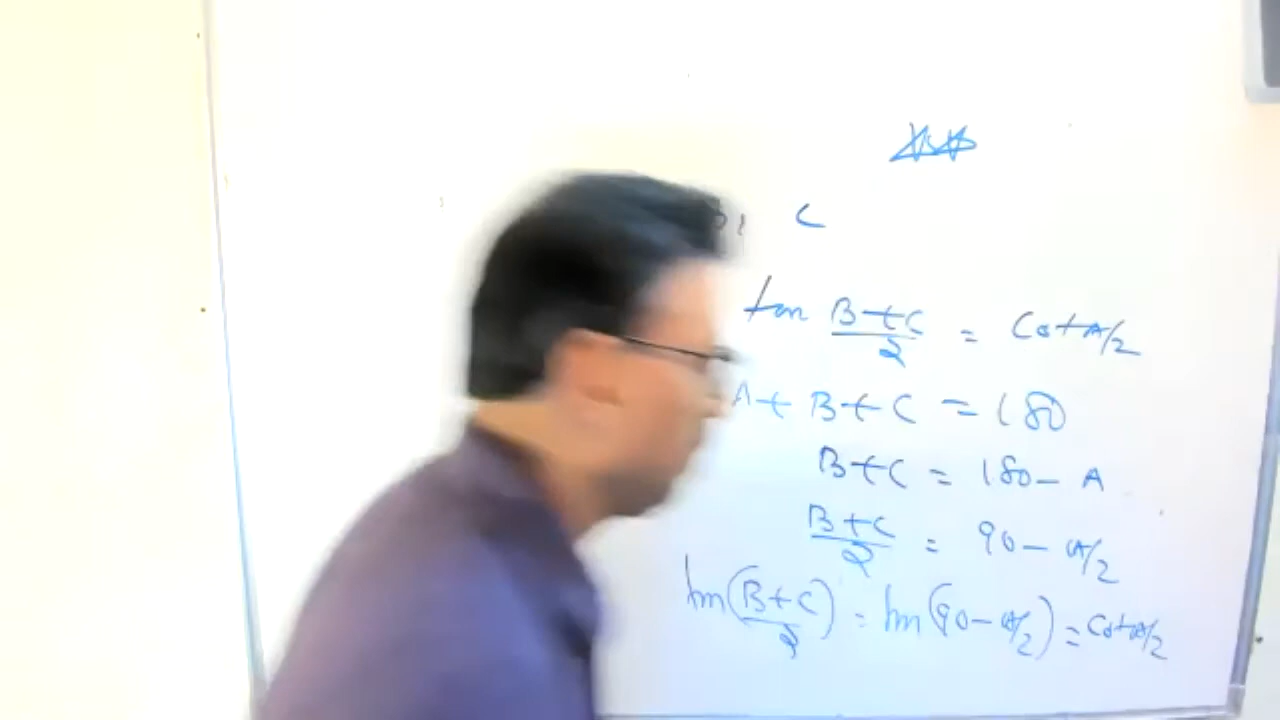 C
tan B+C/2 = Cot A/2
A + B + C = 180
B+C = 180 - A
B+C/2 = 90 - A/2
tan(B+C/2) = tan(90 - A/2) = Cot A/2